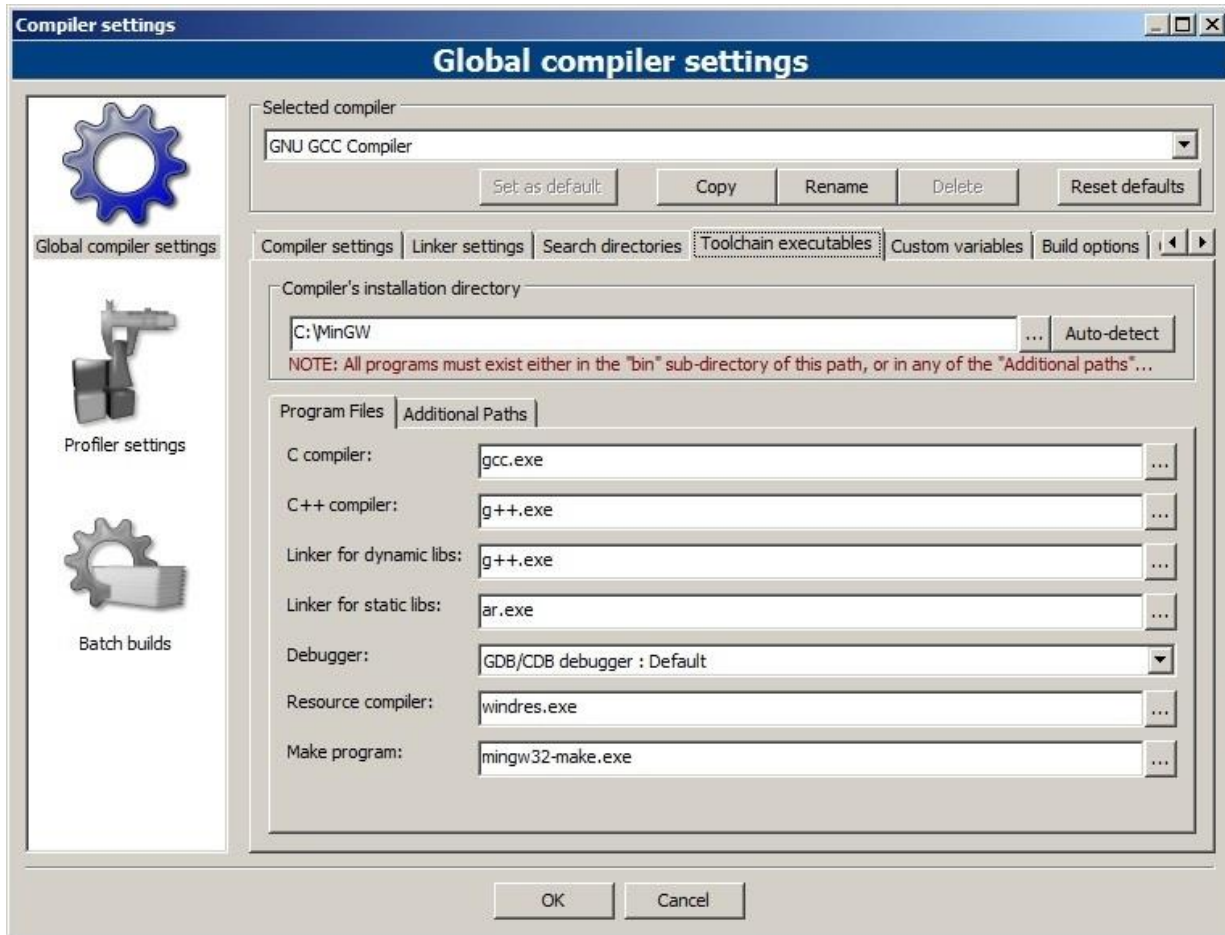 Compiler settings
Global compiler settings
Global compiler settings
Profiler settings
Batch builds
Selected compiler
GNU GCC Compiler
Set as default Copy Rename Delete Reset defaults
Compiler settings Linker settings Search directories Toolchain executables Custom variables Build options
Compiler's installation directory
C:\MinGW ... Auto-detect
NOTE: All programs must exist either in the "bin" sub-directory of this path, or in any of the "Additional paths"...
Program Files Additional Paths
C compiler: gcc.exe ...
C++ compiler: g++.exe ...
Linker for dynamic libs: g++.exe ...
Linker for static libs: ar.exe ...
Debugger: GDB/CDB debugger : Default
Resource compiler: windres.exe ...
Make program: mingw32-make.exe ...
OK Cancel